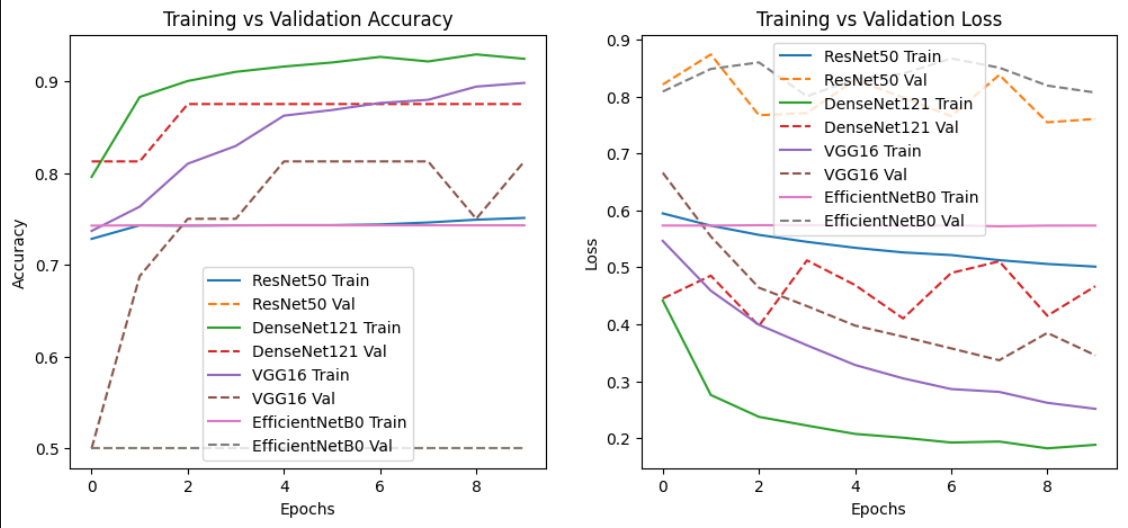 Training vs Validation Accuracy
Accuracy
0.9
0.8
0.7
0.6
0.5
ResNet50 Train
ResNet50 Val
DenseNet121 Train
DenseNet121 Val
VGG16 Train
VGG16 Val
EfficientNetB0 Train
EfficientNetB0 Val
0 2 4 6 8
Epochs
Training vs Validation Loss
Loss
0.9
0.8
0.7
0.6
0.5
0.4
0.3
0.2
ResNet50 Train
ResNet50 Val
DenseNet121 Train
DenseNet121 Val
VGG16 Train
VGG16 Val
EfficientNetB0 Train
EfficientNetB0 Val
0 2 4 6 8
Epochs